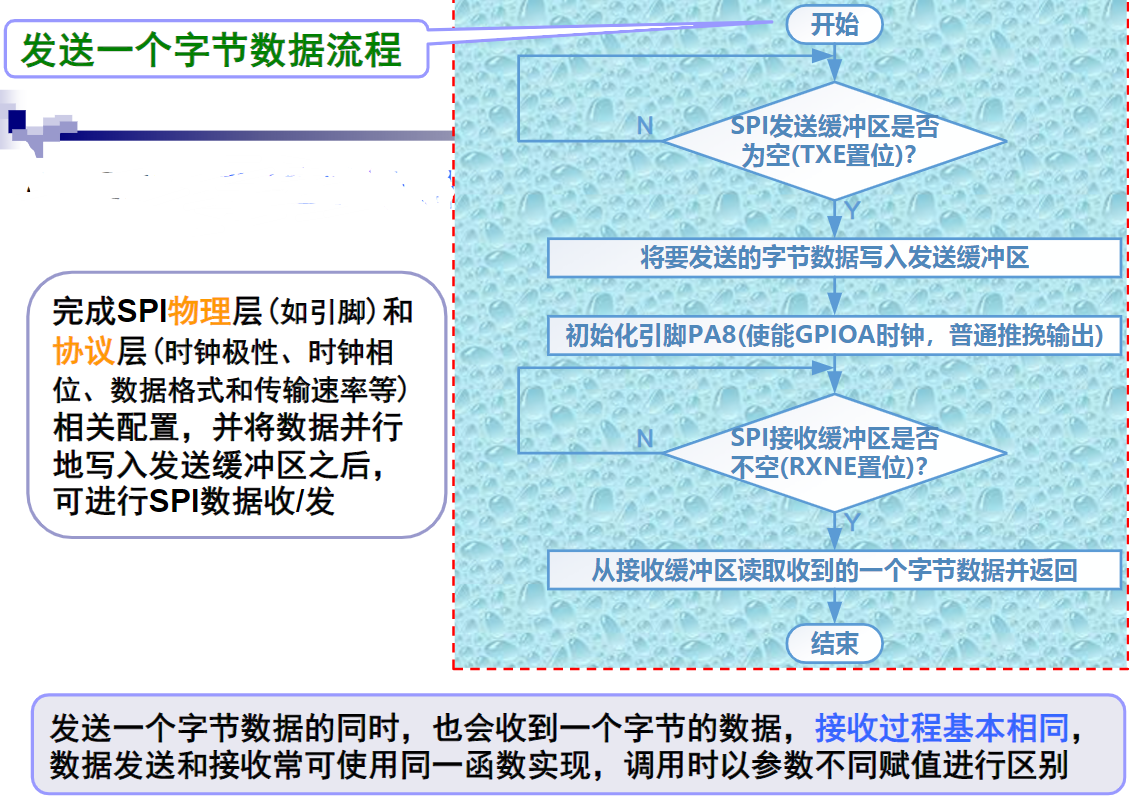 发送一个字节数据流程
开始
SPI发送缓冲区是否
为空(TXE置位)?
N
Y
将要发送的字节数据写入发送缓冲区
初始化引脚PA8(使能GPIOA时钟，普通推挽输出)
SPI接收缓冲区是否
不空(RXNE置位)?
N
Y
从接收缓冲区读取收到的一个字节数据并返回
结束
完成SPI物理层(如引脚)和
协议层(时钟极性、时钟相
位、数据格式和传输速率等)
相关配置，并将数据并行
地写入发送缓冲区之后，
可进行SPI数据收/发
发送一个字节数据的同时，也会收到一个字节的数据，接收过程基本相同，
数据发送和接收常可使用同一函数实现，调用时以参数不同赋值进行区别